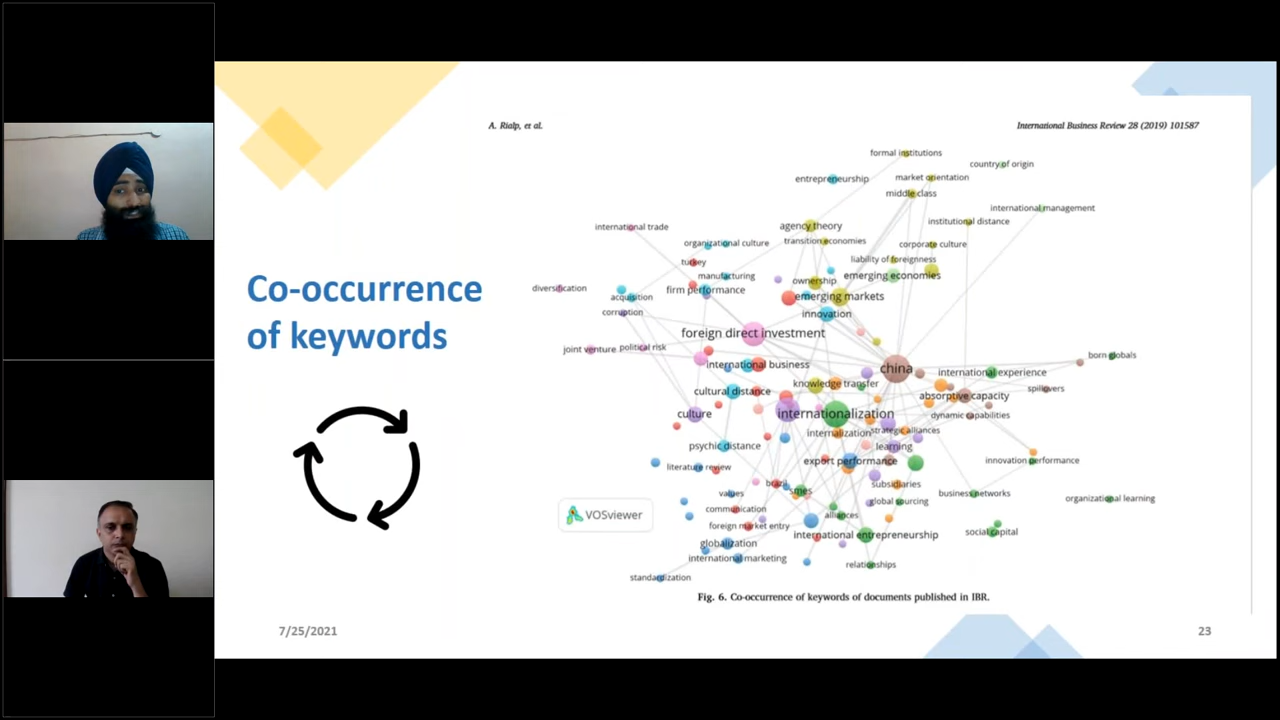 A. Rialp, et al.
International Business Review 28 (2019) 101587
Co-occurrence
of keywords
formal institutions
country of origin
entrepreneurship
market orientation
middle class
international management
institutional distance
international trade
agency theory
organizational culture
transition economies
corporate culture
turkey
liability of foreignness
manufacturing
ownership
emerging economies
diversification
acquisition
firm performance
emerging markets
corruption
innovation
foreign direct investment
joint venture
political risk
born globals
international business
china
international experience
knowledge transfer
spillovers
cultural distance
absorptive capacity
culture
internationalization
dynamic capabilities
internalization
strategic alliances
psychic distance
learning
literature review
export performance
innovation performance
brazil
subsidiaries
values
smes
business networks
organizational learning
communication
global sourcing
alliances
foreign market entry
international entrepreneurship
social capital
globalization
international marketing
relationships
standardization
VOSviewer
Fig. 6. Co-occurrence of keywords of documents published in IBR.
7/25/2021
23